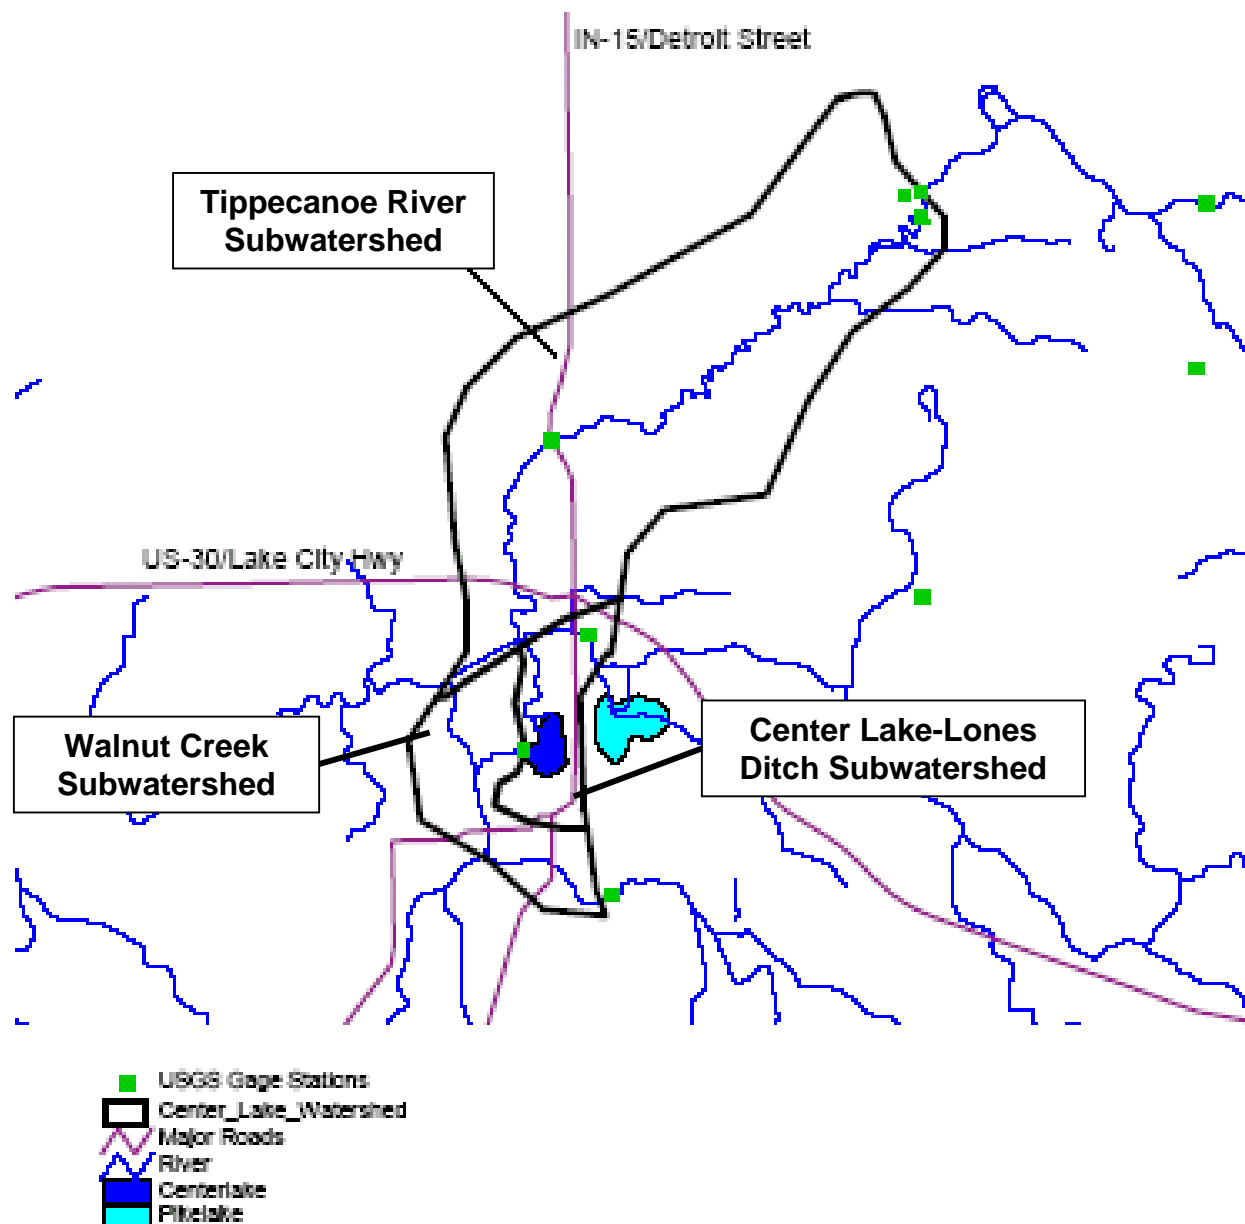 IN-15/Detroit Street
Tippecanoe River
Subwatershed
US-30/Lake City Hwy
Walnut Creek
Subwatershed
Center Lake-Lones
Ditch Subwatershed
USGS Gage Stations
Center_Lake_Watershed
Major Roads
River
Centerlake
Pikelake